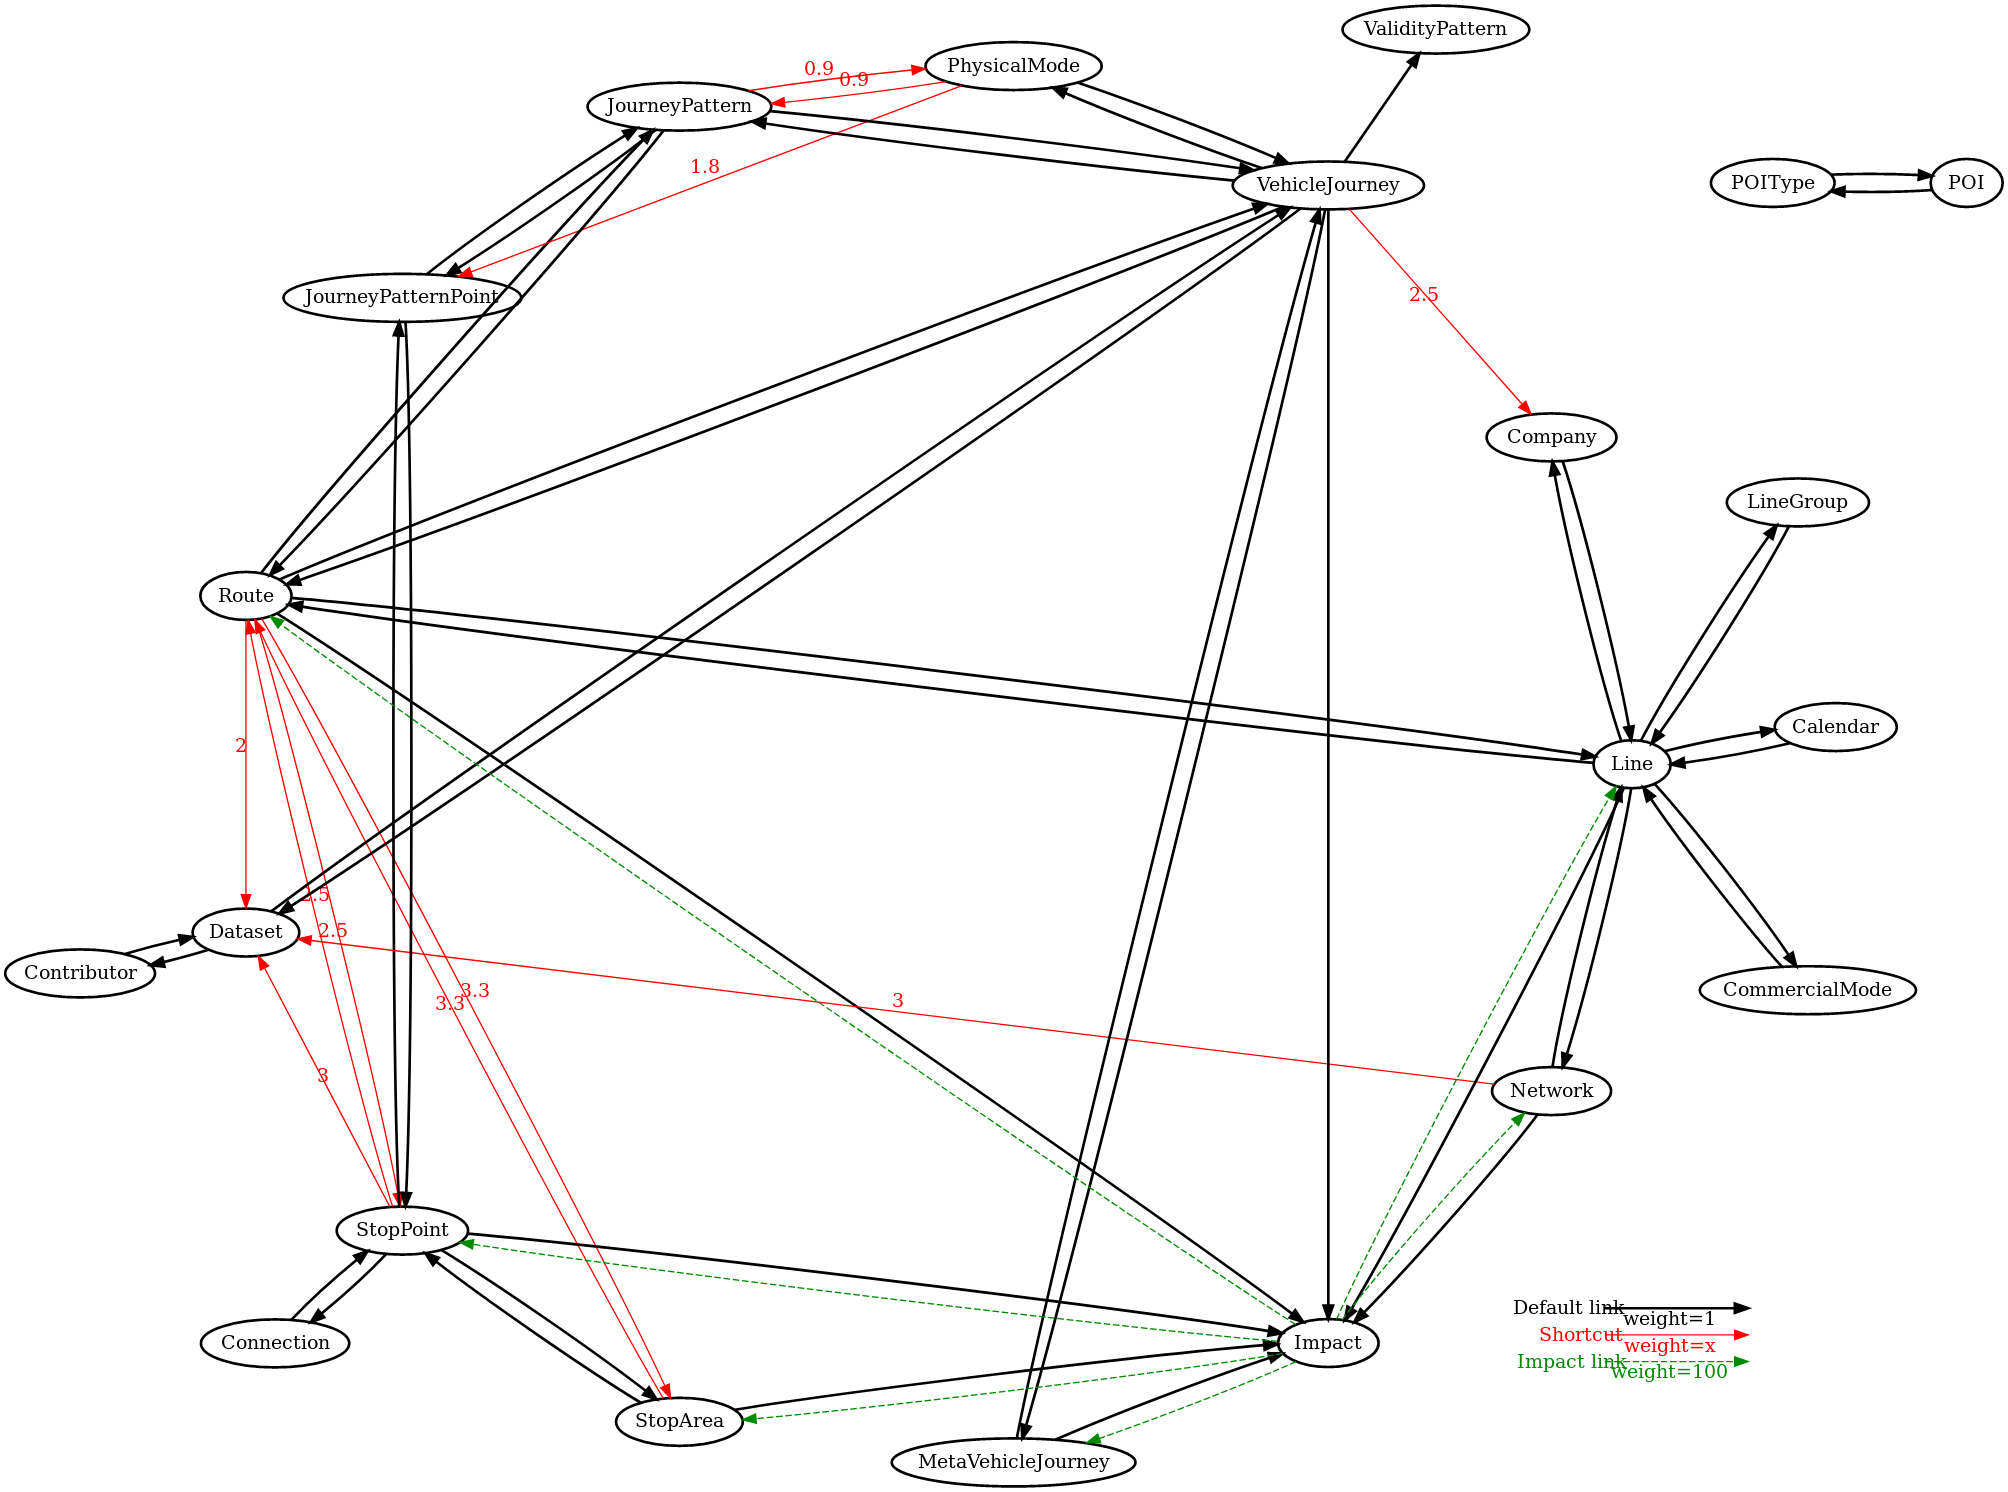 ValidityPattern
PhysicalMode
0.9
0.9
JourneyPattern
1.8
VehicleJourney
POIType
POI
JourneyPatternPoint
2.5
Company
LineGroup
Route
Calendar
2
Line
2.5
Dataset
2.5
Contributor
3.3
3.3
3
CommercialMode
3
Network
StopPoint
Default link
weight=1
Shortcut
weight=x
Impact link
weight=100
Connection
Impact
StopArea
MetaVehicleJourney